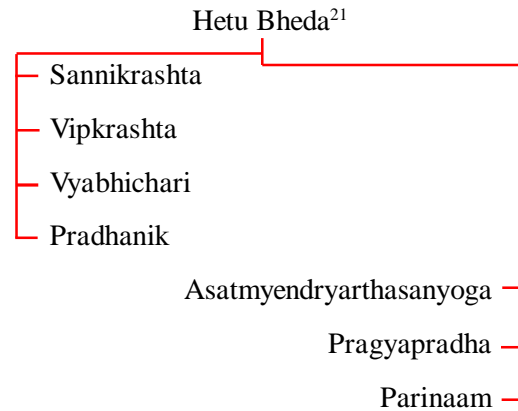 Hetu Bheda²¹
Sannikrashta
Vipkrashta
Vyabhichari
Pradhanik
Asatmyendryarthasanyoga
Pragyapradha
Parinaam